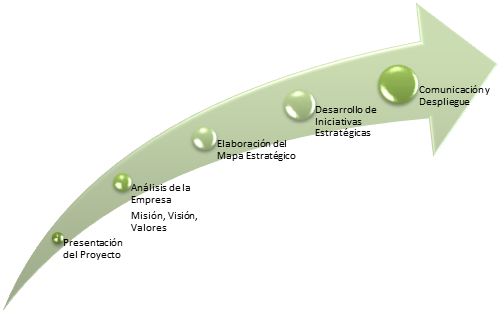 Comunicación y
Despliegue
Desarrollo de
Iniciativas
Estratégicas
Elaboración del
Mapa Estratégico
Análisis de la
Empresa
Misión, Visión,
Valores
Presentación
del Proyecto